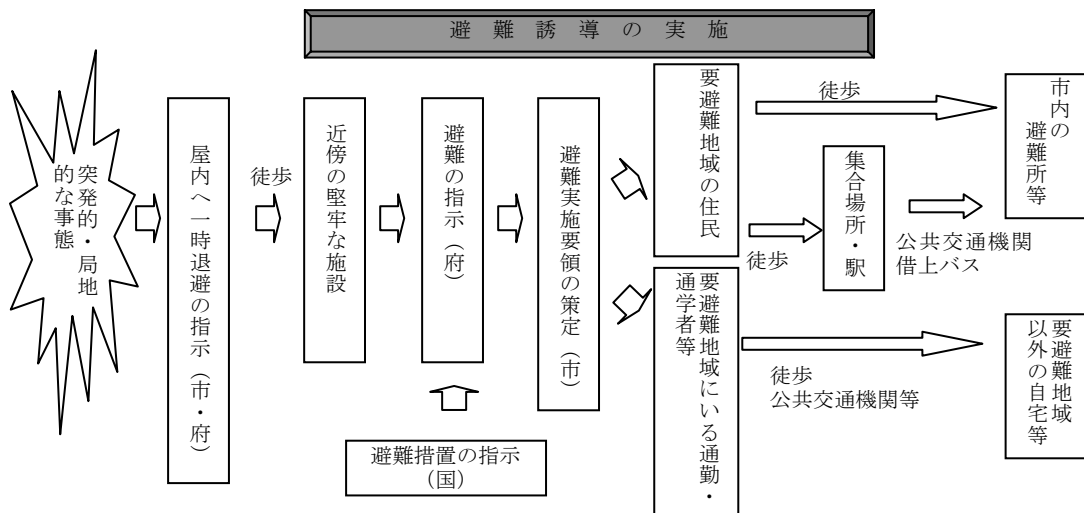 避難誘導の実施
突発的・局地
的な事態
屋内へ一時退避の指示（市・府）
徒歩
近傍の堅牢な施設
避難の指示（府）
避難措置の指示
（国）
避難実施要領の策定（市）
要避難地域の住民
徒歩
市内の
避難所等
徒歩
集合場所・駅
公共交通機関
借上バス
要避難地域にいる通勤・
通学者等
徒歩
公共交通機関等
要避難地域
以外の自宅等